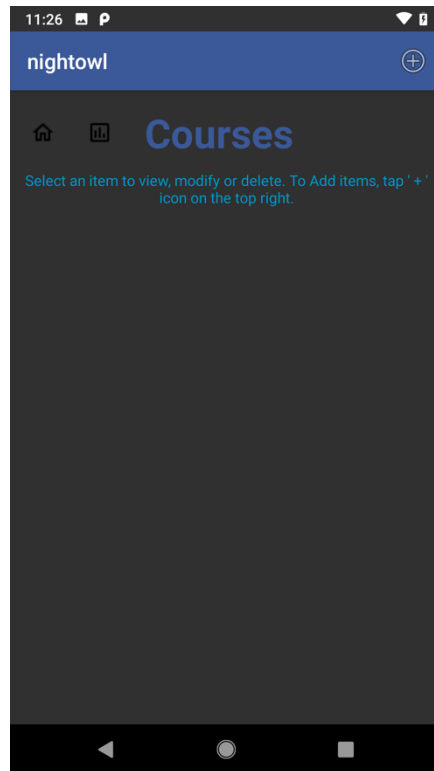 11:26
nightowl
Courses
Select an item to view, modify or delete. To Add items, tap ' + '
icon on the top right.